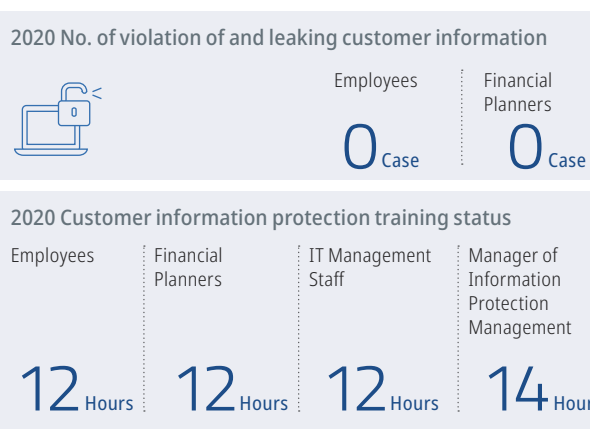 2020 No. of violation of and leaking customer information
Employees
0 Case
Financial
Planners
0 Case
2020 Customer information protection training status
Employees
12 Hours
Financial
Planners
12 Hours
IT Management
Staff
12 Hours
Manager of
Information
Protection
Management
14 Hour